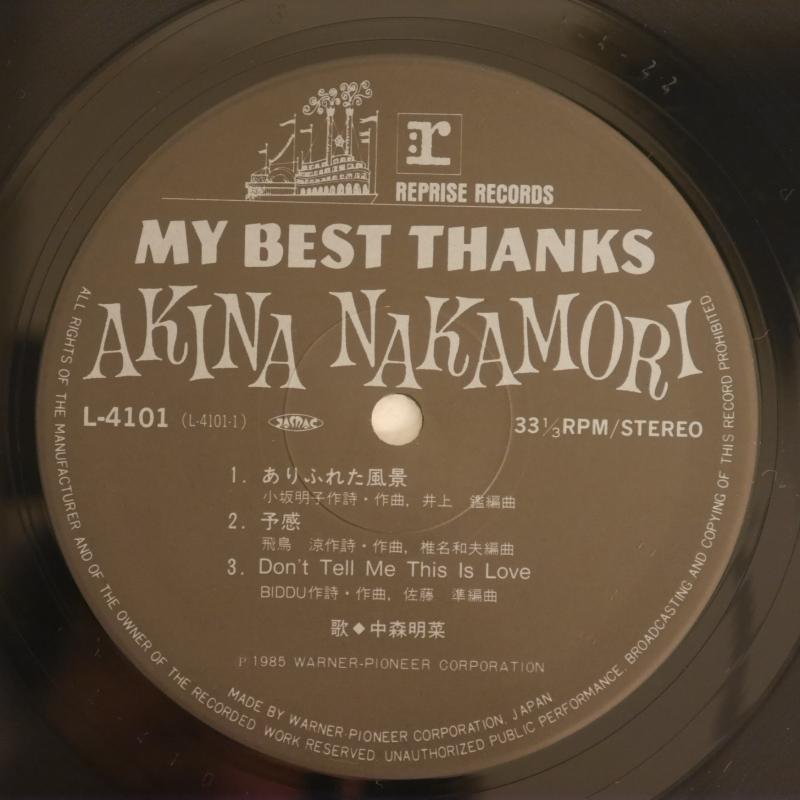 r
REPRISE RECORDS
MY BEST THANKS
AKINA NAKAMORI
L-4101 (L-4101-1) JASRAC 33 1/3 RPM/STEREO
1. ありふれた風景
小坂明子作詩・作曲, 井上 鑑編曲
2. 予感
飛鳥 涼作詩・作曲, 椎名和夫編曲
3. Don't Tell Me This Is Love
BIDDU作詩・作曲, 佐藤 準編曲
歌◆中森明菜
Ⓟ 1985 WARNER-PIONEER CORPORATION
MADE BY WARNER-PIONEER CORPORATION, JAPAN
ALL RIGHTS OF THE MANUFACTURER AND OF THE OWNER OF THE RECORDED WORK RESERVED. UNAUTHORIZED PUBLIC PERFORMANCE, BROADCASTING AND COPYING OF THIS RECORD PROHIBITED.